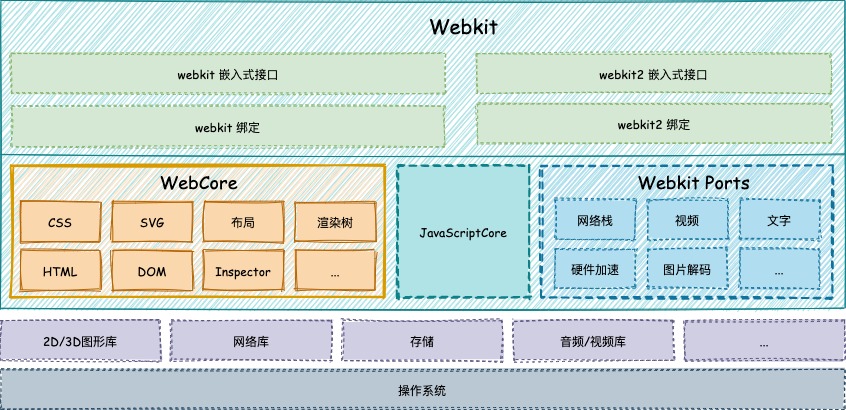 Webkit
webkit 嵌入式接口
webkit2 嵌入式接口
webkit 绑定
webkit2 绑定
WebCore
CSS
SVG
布局
渲染树
HTML
DOM
Inspector
...
JavaScriptCore
Webkit Ports
网络栈
视频
文字
硬件加速
图片解码
...
2D/3D图形库
网络库
存储
音频/视频库
...
操作系统